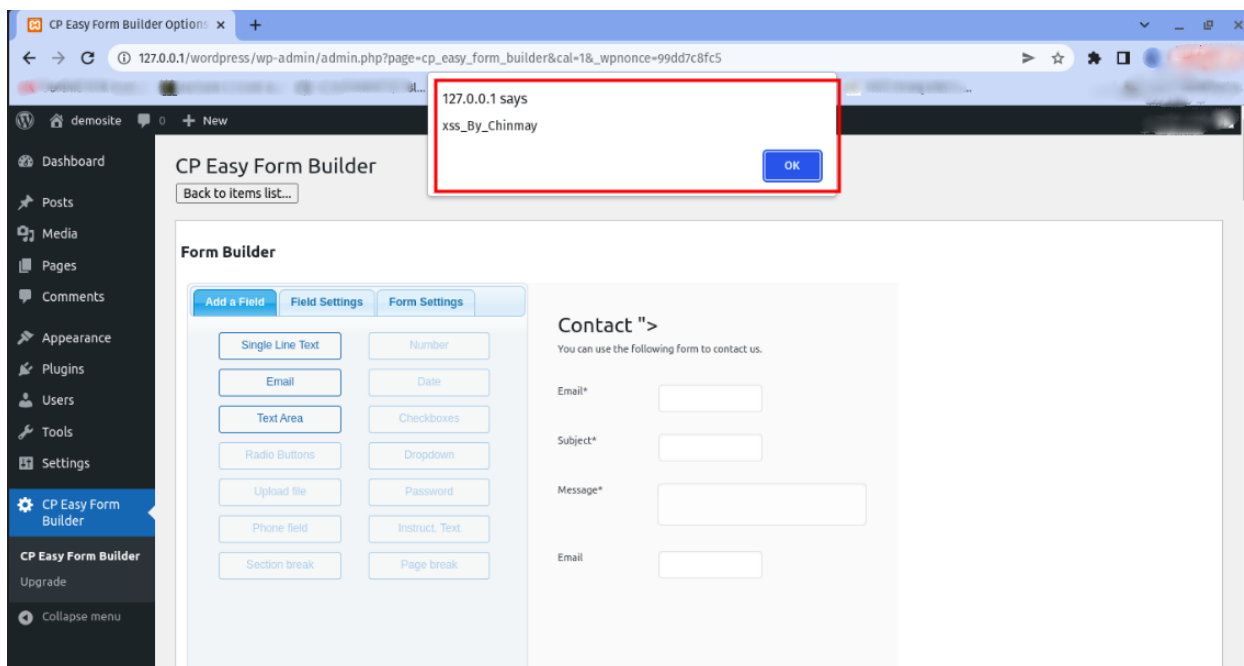 CP Easy Form Builder Options
127.0.0.1/wordpress/wp-admin/admin.php?page=cp_easy_form_builder&cal=1&_wpnonce=99dd7c8fc5
127.0.0.1 says
xss_By_Chinmay
OK
demosite 0 + New
Dashboard
Posts
Media
Pages
Comments
Appearance
Plugins
Users
Tools
Settings
CP Easy Form
Builder
CP Easy Form Builder
Upgrade
Collapse menu
CP Easy Form Builder
Back to items list...
Form Builder
Add a Field Field Settings Form Settings
Single Line Text Number
Email Date
Text Area Checkboxes
Radio Buttons Dropdown
Upload file Password
Phone field Instruct. Text
Section break Page break
Contact ">
You can use the following form to contact us.
Email*
Subject*
Message*
Email